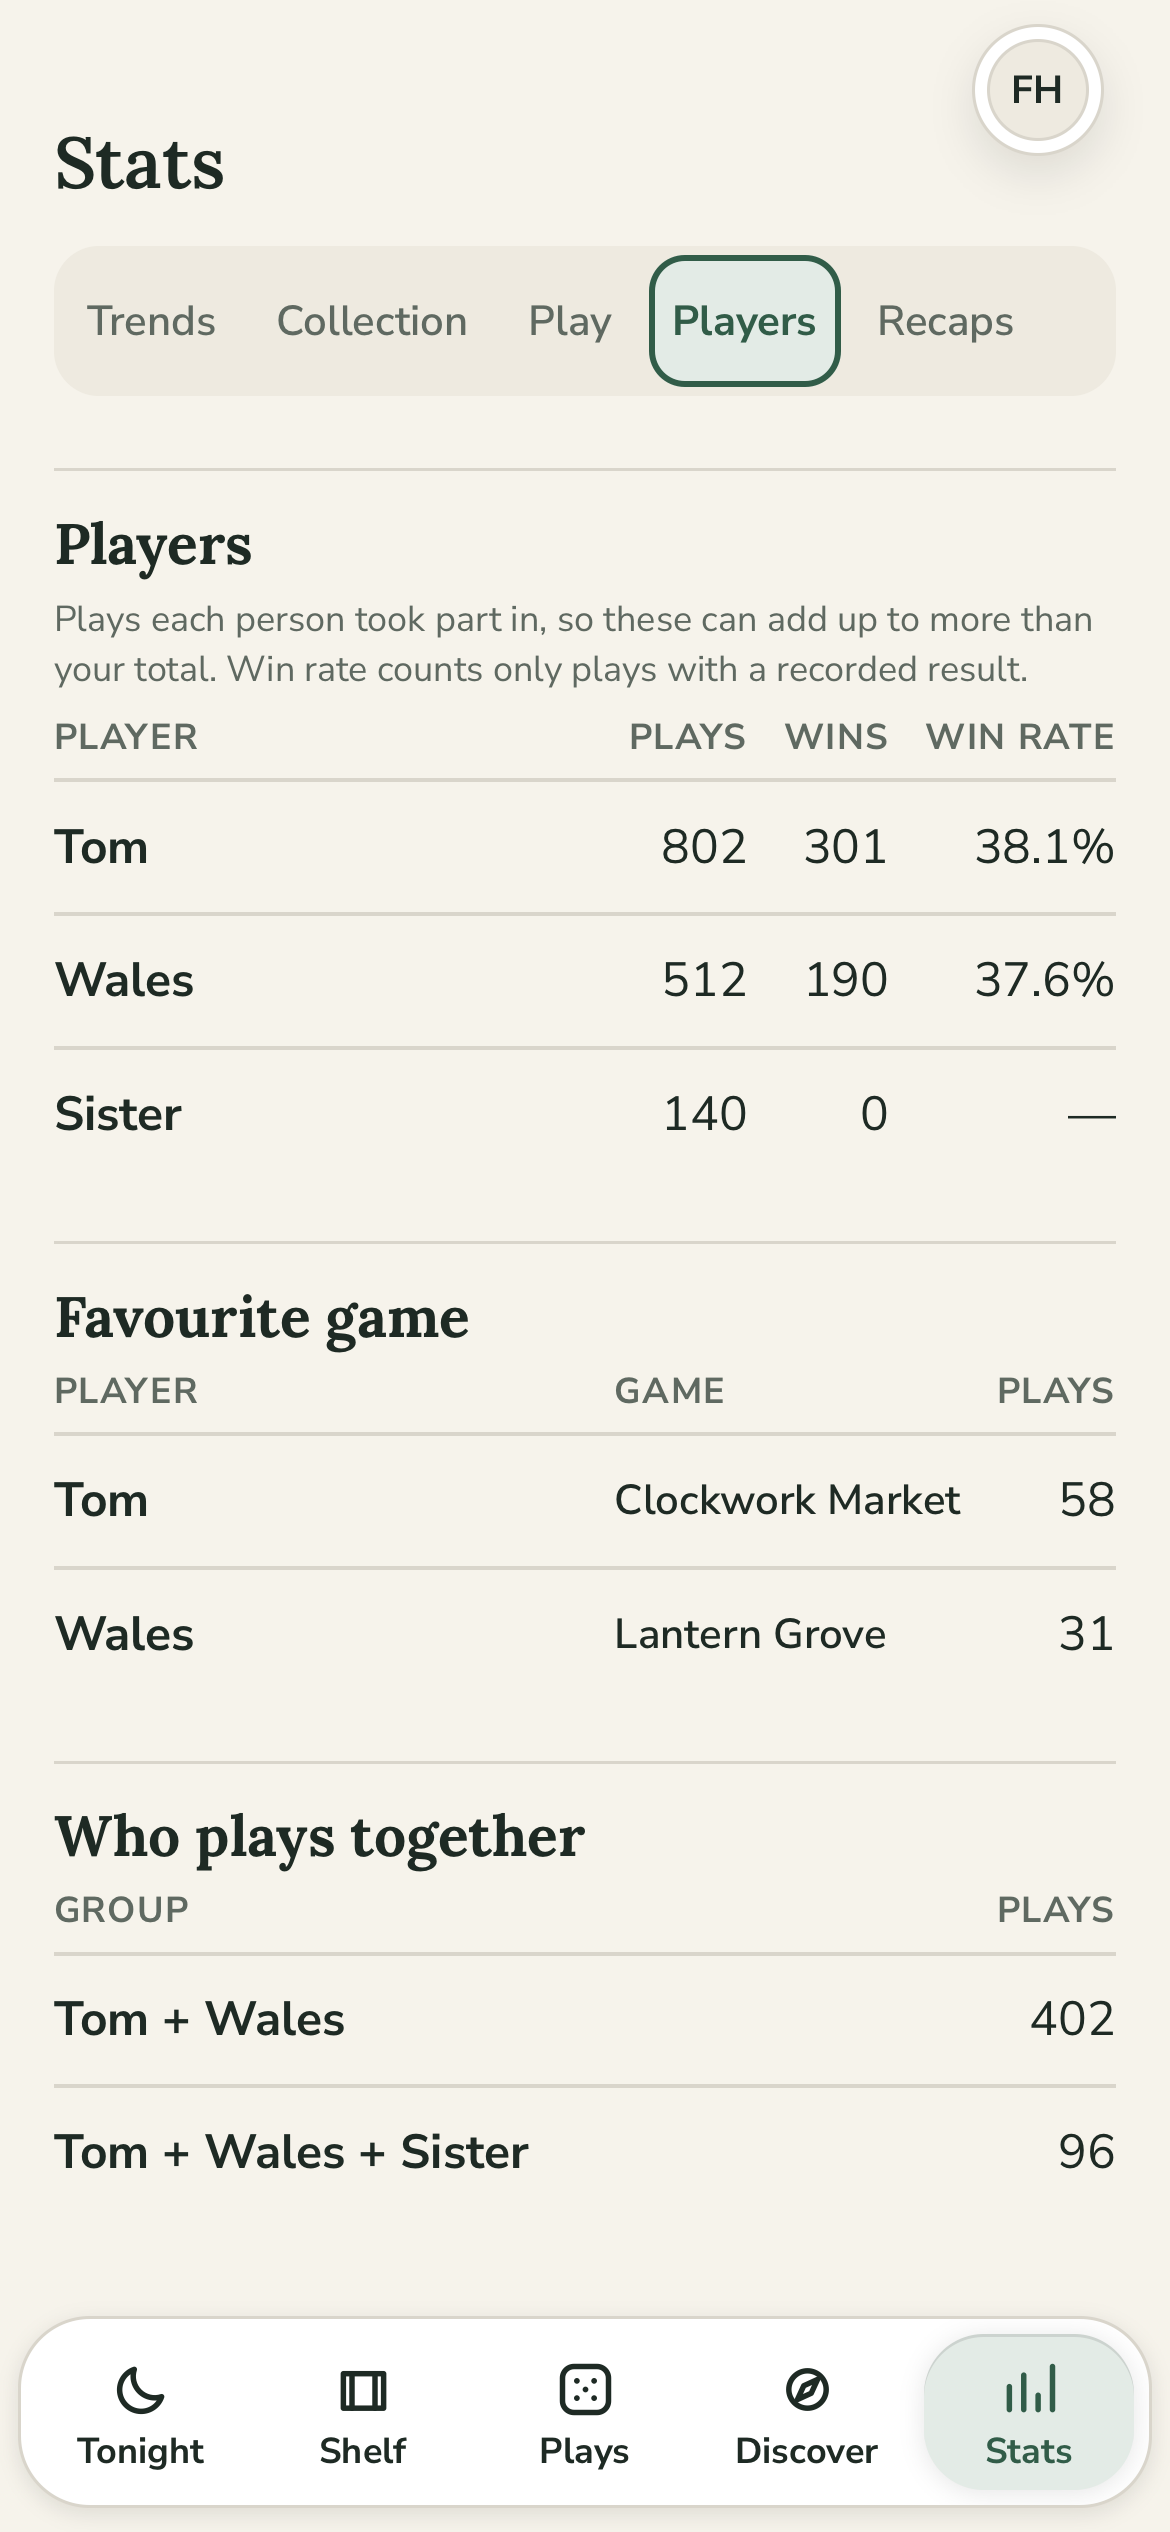 FH
Stats
Trends Collection Play Players Recaps
Players
Plays each person took part in, so these can add up to more than
your total. Win rate counts only plays with a recorded result.
PLAYER PLAYS WINS WIN RATE
Tom 802 301 38.1%
Wales 512 190 37.6%
Sister 140 0 —
Favourite game
PLAYER GAME PLAYS
Tom Clockwork Market 58
Wales Lantern Grove 31
Who plays together
GROUP PLAYS
Tom + Wales 402
Tom + Wales + Sister 96
Tonight Shelf Plays Discover Stats